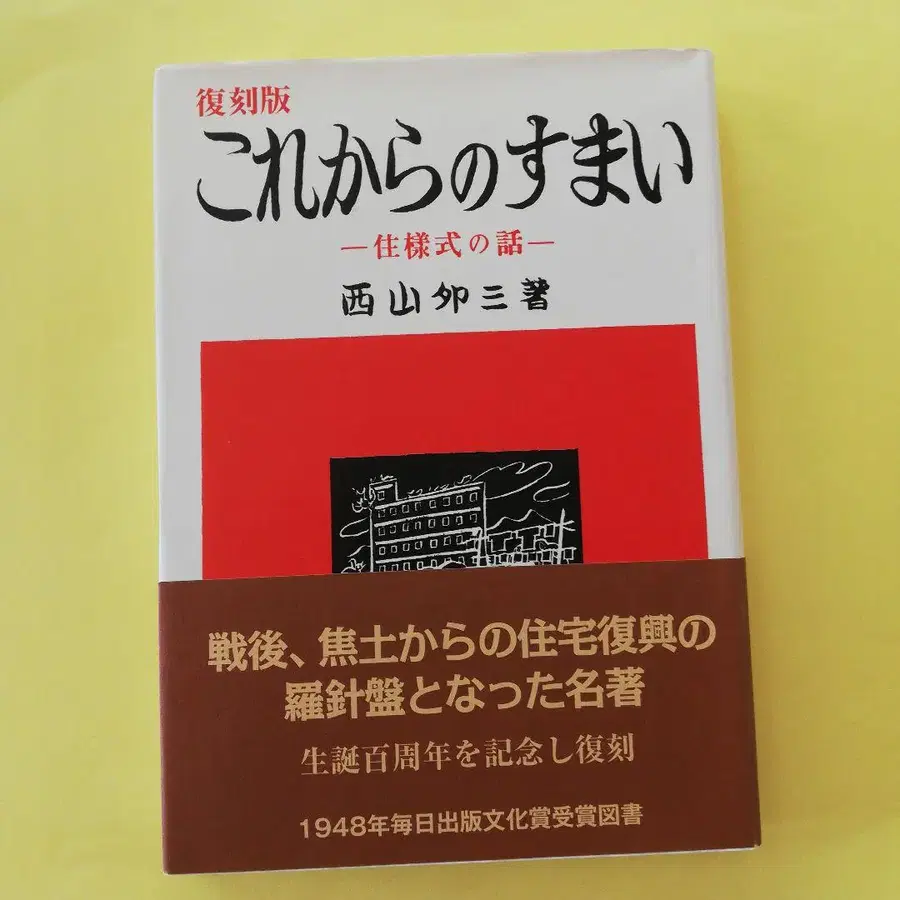 復刻版
これからのすまい
―住様式の話―
西山夘三著
戦後、焦土からの住宅復興の
羅針盤となった名著
生誕百周年を記念し復刻
1948年毎日出版文化賞受賞図書